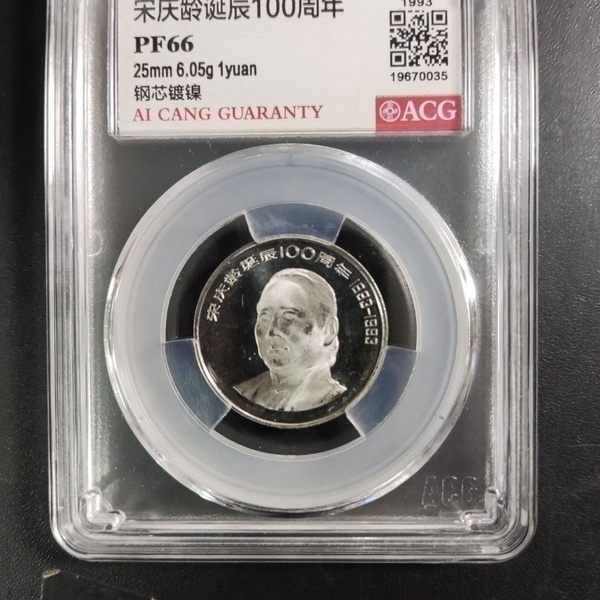 宋庆龄诞辰100周年
1993
PF66
25mm 6.05g 1yuan
19670035
钢芯镀镍
AI CANG GUARANTY
ACG
宋庆龄诞辰100周年 1893-1993
ACG